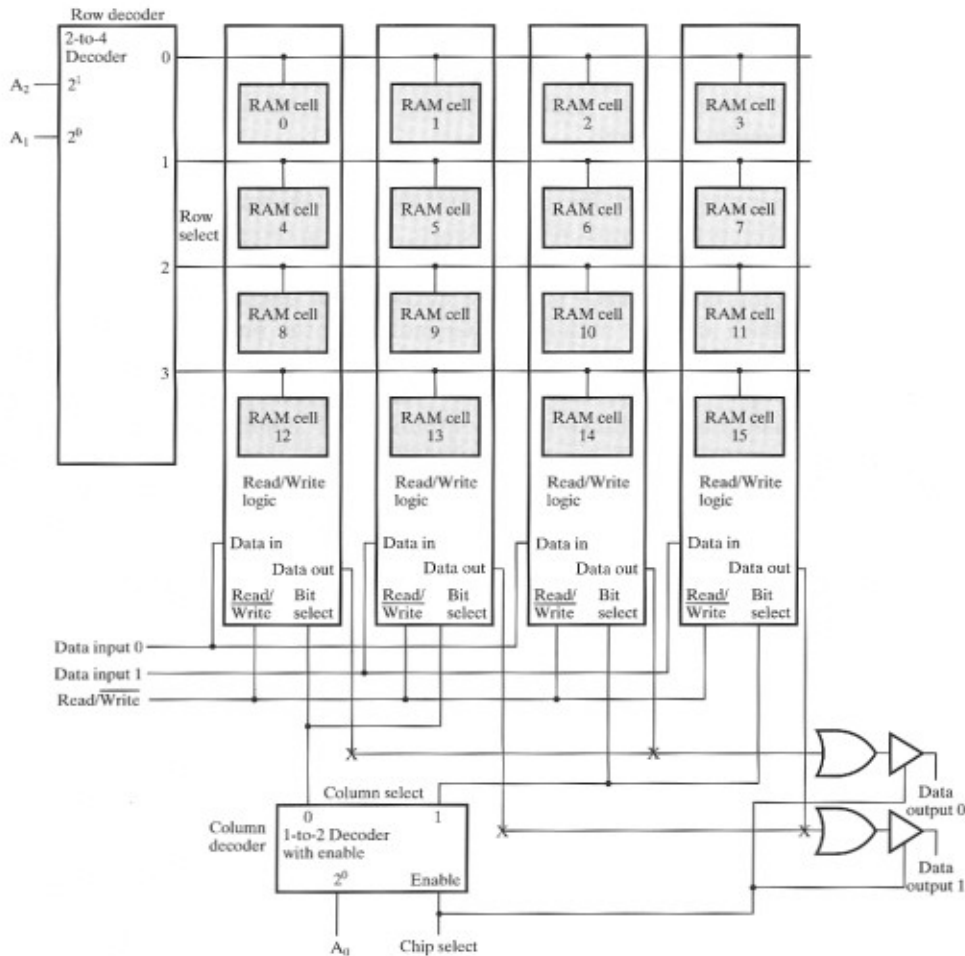 Row decoder
2-to-4
Decoder
0
A2
2^1
A1
2^0
RAM cell
0
RAM cell
1
RAM cell
2
RAM cell
3
1
Row
select
RAM cell
4
RAM cell
5
RAM cell
6
RAM cell
7
2
RAM cell
8
RAM cell
9
RAM cell
10
RAM cell
11
3
RAM cell
12
RAM cell
13
RAM cell
14
RAM cell
15
Read/Write
logic
Read/Write
logic
Read/Write
logic
Read/Write
logic
Data in
Data in
Data in
Data in
Data out
Data out
Data out
Data out
Read/
Write
Bit
select
Read/
Write
Bit
select
Read/
Write
Bit
select
Read/
Write
Bit
select
Data input 0
Data input 1
Read/Write
X
X
Column select
Data
output 0
Column
decoder
0
1
1-to-2 Decoder
with enable
2^0
Enable
X
X
Data
output 1
A0
Chip select